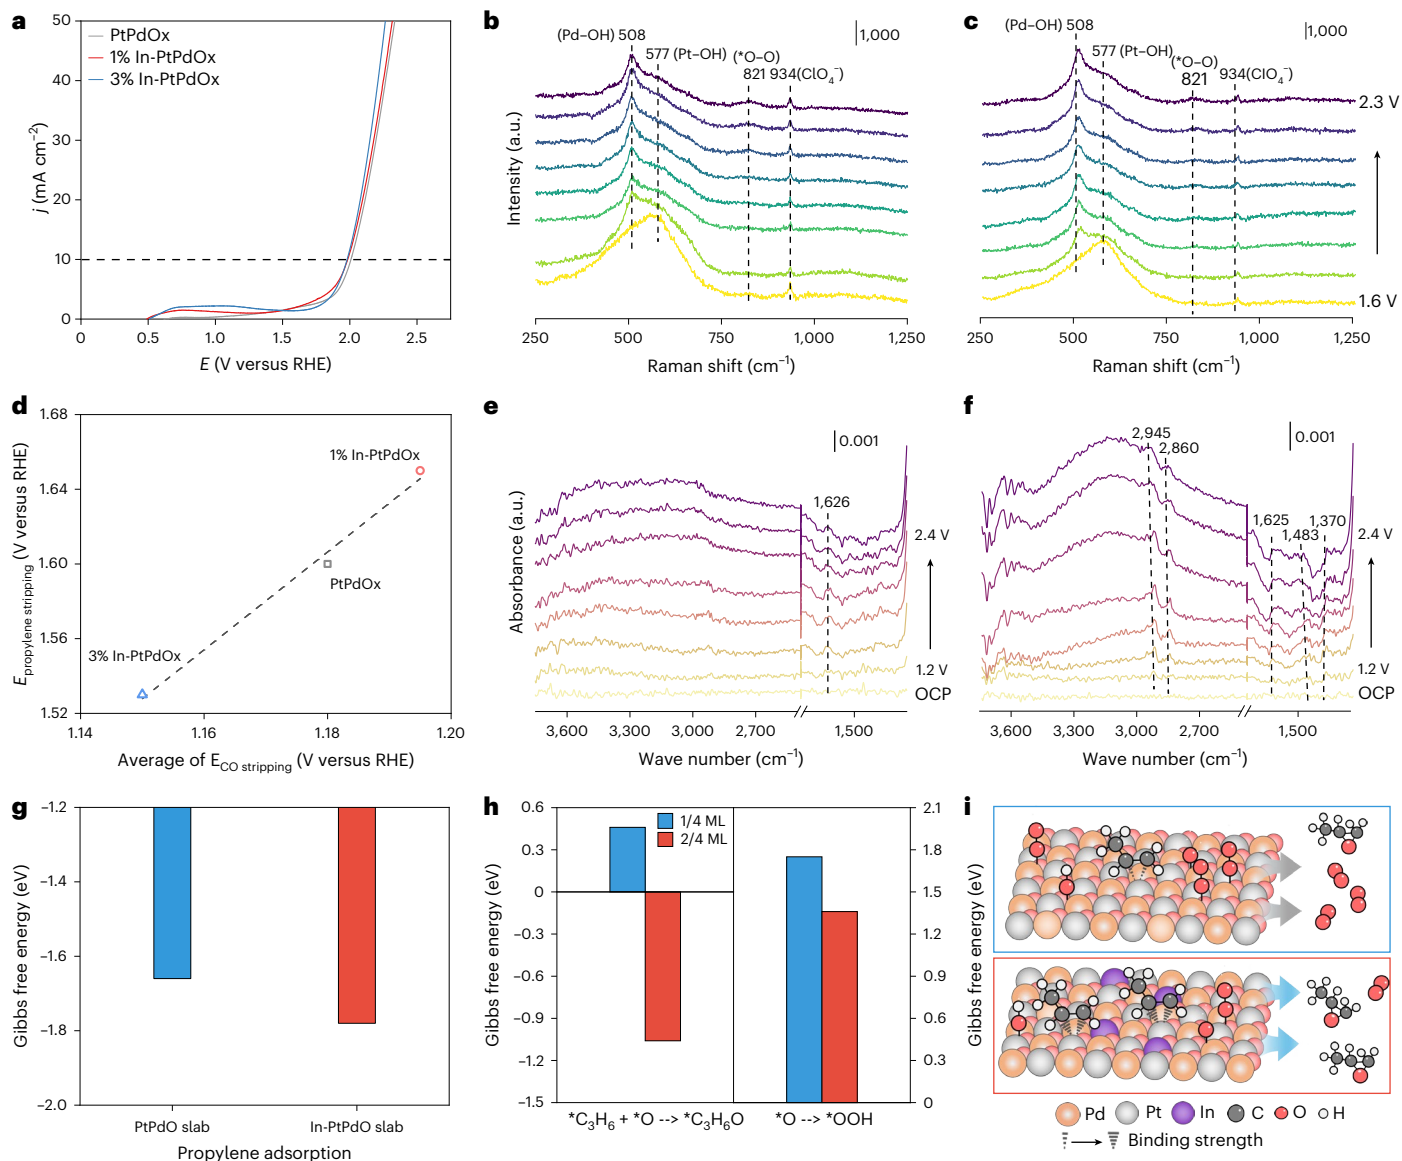 a
50
40
30
20
10
0
j (mA cm⁻²)
PtPdOx
1% In-PtPdOx
3% In-PtPdOx
0
0.5
1.0
1.5
2.0
2.5
E (V versus RHE)
b
(Pd–OH) 508
577 (Pt–OH)
(*O–O)
821
934(ClO₄⁻)
1,000
Intensity (a.u.)
250
500
750
1,000
1,250
Raman shift (cm⁻¹)
c
(Pd–OH) 508
577 (Pt–OH)
(*O–O)
821
934(ClO₄⁻)
1,000
2.3 V
1.6 V
250
500
750
1,000
1,250
Raman shift (cm⁻¹)
d
1.68
1.64
1.60
1.56
1.52
E propylene stripping (V versus RHE)
1% In-PtPdOx
PtPdOx
3% In-PtPdOx
1.14
1.16
1.18
1.20
Average of E CO stripping (V versus RHE)
e
0.001
1,626
2.4 V
1.2 V
OCP
Absorbance (a.u.)
3,600
3,300
3,000
2,700
1,500
Wave number (cm⁻¹)
f
0.001
2,945
2,860
1,625
1,483
1,370
2.4 V
1.2 V
OCP
3,600
3,300
3,000
2,700
1,500
Wave number (cm⁻¹)
g
−1.2
−1.4
−1.6
−1.8
−2.0
Gibbs free energy (eV)
PtPdO slab
In-PtPdO slab
Propylene adsorption
h
0.6
0.3
0
−0.3
−0.6
−0.9
−1.2
−1.5
Gibbs free energy (eV)
1/4 ML
2/4 ML
2.1
1.8
1.5
1.2
0.9
0.6
0.3
0
Gibbs free energy (eV)
*C₃H₆ + *O --> *C₃H₆O
*O --> *OOH
i
Pd
Pt
In
C
O
H
Binding strength